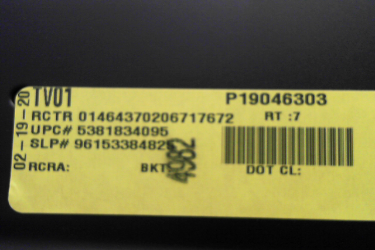 TV01 P19046303
RCTR 01464370206717672 RT :7
UPC# 5381834095
SLP# 9615338482
RCRA: BKT: 4982 DOT CL:
02-19-20